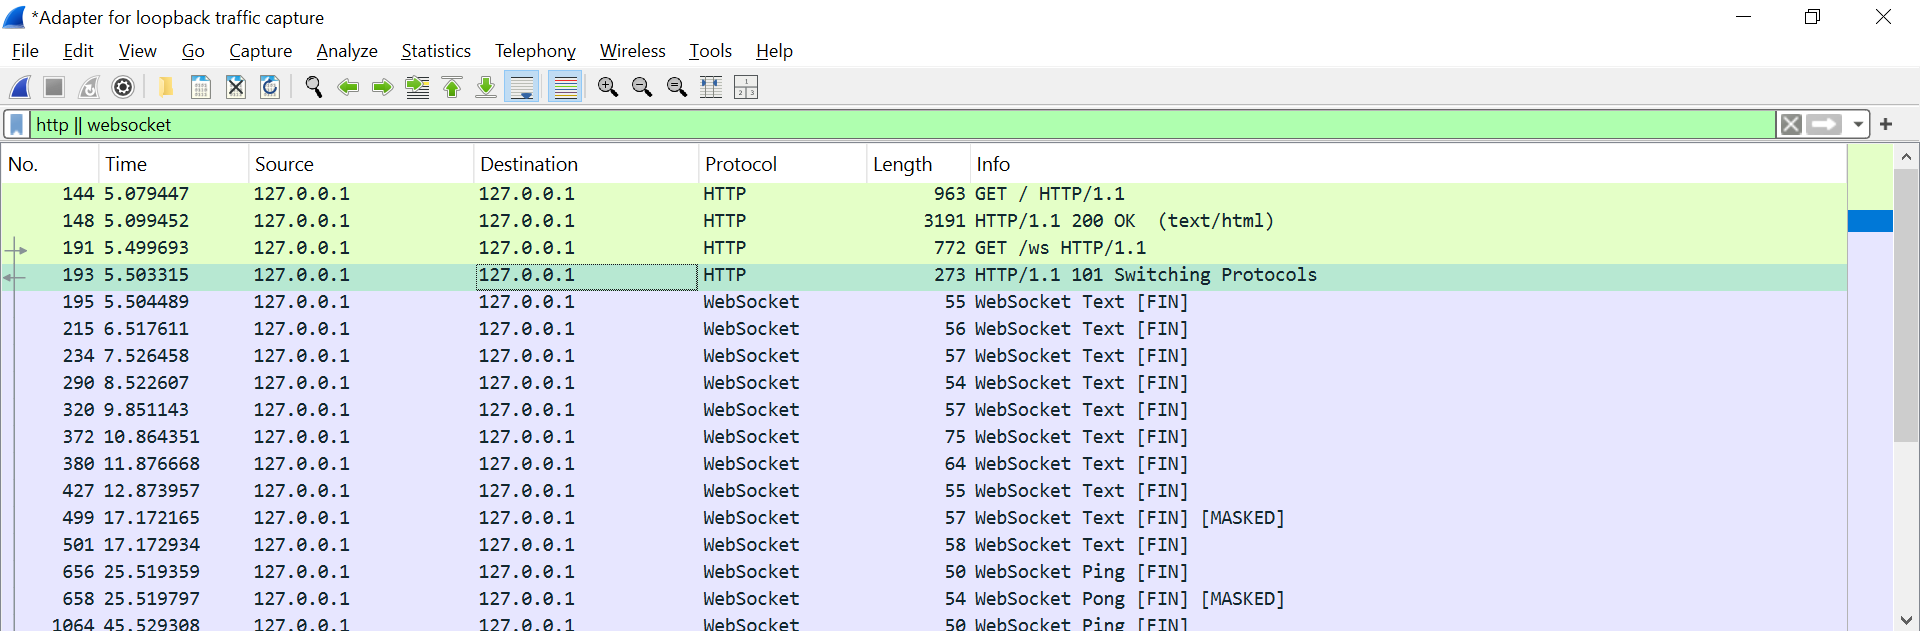 *Adapter for loopback traffic capture
File Edit View Go Capture Analyze Statistics Telephony Wireless Tools Help
http || websocket
No. Time Source Destination Protocol Length Info
144 5.079447 127.0.0.1 127.0.0.1 HTTP 963 GET / HTTP/1.1
148 5.099452 127.0.0.1 127.0.0.1 HTTP 3191 HTTP/1.1 200 OK (text/html)
191 5.499693 127.0.0.1 127.0.0.1 HTTP 772 GET /ws HTTP/1.1
193 5.503315 127.0.0.1 127.0.0.1 HTTP 273 HTTP/1.1 101 Switching Protocols
195 5.504489 127.0.0.1 127.0.0.1 WebSocket 55 WebSocket Text [FIN]
215 6.517611 127.0.0.1 127.0.0.1 WebSocket 56 WebSocket Text [FIN]
234 7.526458 127.0.0.1 127.0.0.1 WebSocket 57 WebSocket Text [FIN]
290 8.522607 127.0.0.1 127.0.0.1 WebSocket 54 WebSocket Text [FIN]
320 9.851143 127.0.0.1 127.0.0.1 WebSocket 57 WebSocket Text [FIN]
372 10.864351 127.0.0.1 127.0.0.1 WebSocket 75 WebSocket Text [FIN]
380 11.876668 127.0.0.1 127.0.0.1 WebSocket 64 WebSocket Text [FIN]
427 12.873957 127.0.0.1 127.0.0.1 WebSocket 55 WebSocket Text [FIN]
499 17.172165 127.0.0.1 127.0.0.1 WebSocket 57 WebSocket Text [FIN] [MASKED]
501 17.172934 127.0.0.1 127.0.0.1 WebSocket 58 WebSocket Text [FIN]
656 25.519359 127.0.0.1 127.0.0.1 WebSocket 50 WebSocket Ping [FIN]
658 25.519797 127.0.0.1 127.0.0.1 WebSocket 54 WebSocket Pong [FIN] [MASKED]
1064 45.529308 127.0.0.1 127.0.0.1 WebSocket 50 WebSocket Ping [FIN]